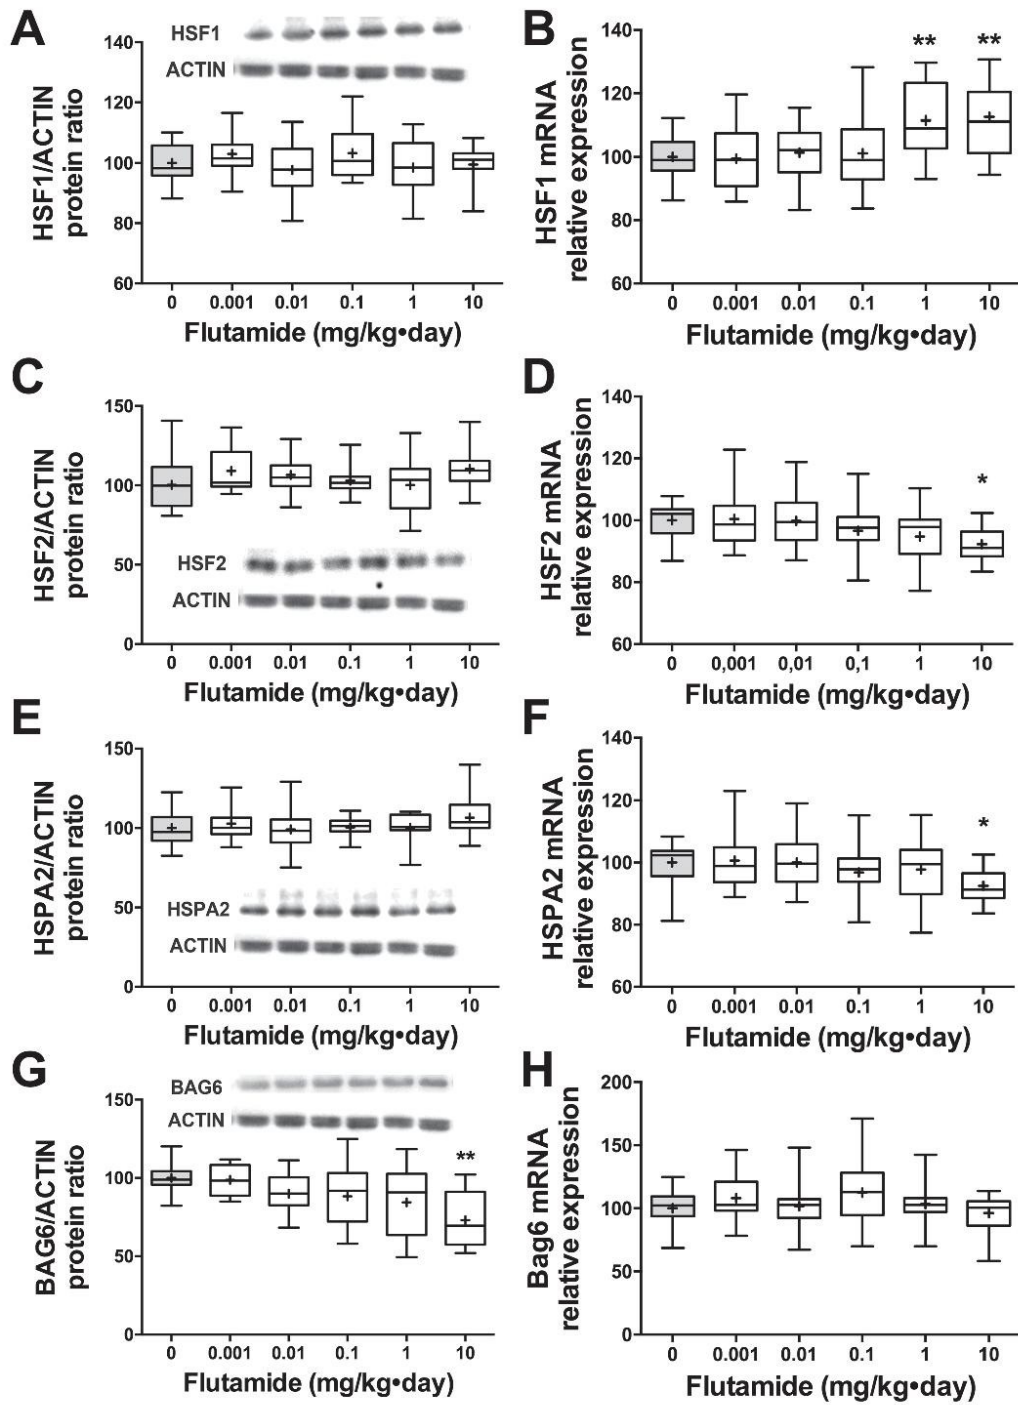 A
HSF1
ACTIN
140
120
100
80
60
HSF1/ACTIN
protein ratio
0 0.001 0.01 0.1 1 10
Flutamide (mg/kg•day)
B
140
120
100
80
60
HSF1 mRNA
relative expression
** **
0 0.001 0.01 0.1 1 10
Flutamide (mg/kg•day)
C
150
100
50
0
HSF2/ACTIN
protein ratio
HSF2
ACTIN
0 0.001 0.01 0.1 1 10
Flutamide (mg/kg•day)
D
140
120
100
80
60
HSF2 mRNA
relative expression
*
0 0,001 0,01 0,1 1 10
Flutamide (mg/kg•day)
E
150
100
50
0
HSPA2/ACTIN
protein ratio
HSPA2
ACTIN
0 0.001 0.01 0.1 1 10
Flutamide (mg/kg•day)
F
140
120
100
80
60
HSPA2 mRNA
relative expression
*
0 0.001 0.01 0.1 1 10
Flutamide (mg/kg•day)
G
BAG6
ACTIN
150
100
50
0
BAG6/ACTIN
protein ratio
**
0 0.001 0.01 0.1 1 10
Flutamide (mg/kg•day)
H
200
150
100
50
0
Bag6 mRNA
relative expression
0 0.001 0.01 0.1 1 10
Flutamide (mg/kg•day)